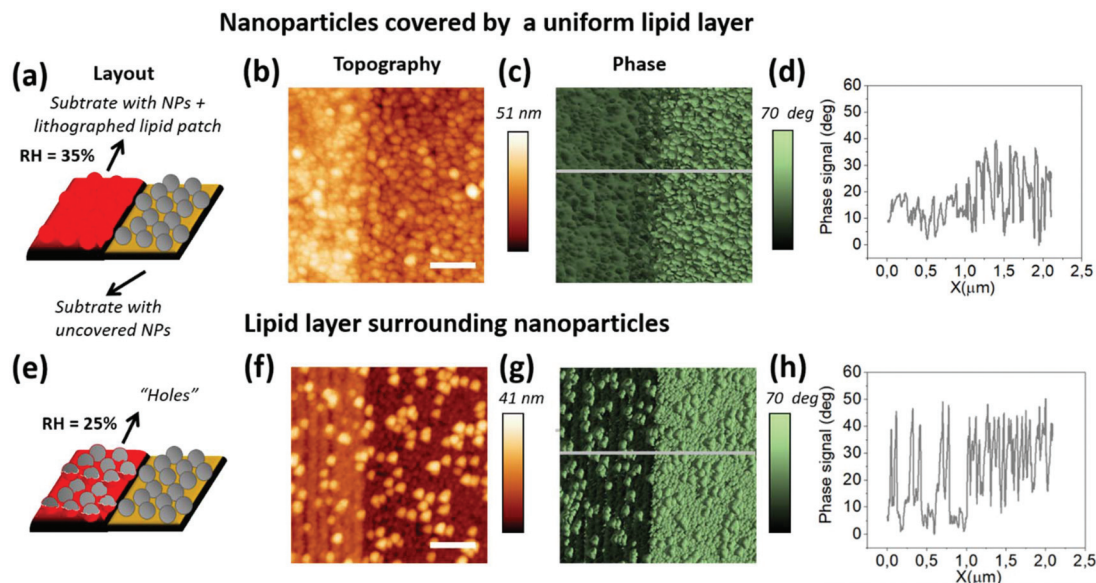 Nanoparticles covered by a uniform lipid layer
(a)
Layout
Subtrate with NPs +
lithographed lipid patch
RH = 35%
Subtrate with
uncovered NPs
(b)
Topography
51 nm
(c)
Phase
70 deg
(d)
Phase signal (deg)
60
50
40
30
20
10
0
0,0 0,5 1,0 1,5 2,0 2,5
X(μm)
Lipid layer surrounding nanoparticles
(e)
"Holes"
RH = 25%
(f)
41 nm
(g)
70 deg
(h)
Phase signal (deg)
60
50
40
30
20
10
0
0,0 0,5 1,0 1,5 2,0 2,5
X(μm)